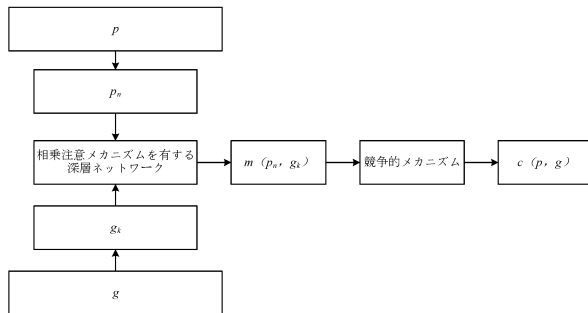 p
pn
相乗注意メカニズムを有する
深層ネットワーク
m (pn, gk)
競争的メカニズム
c (p, g)
gk
g